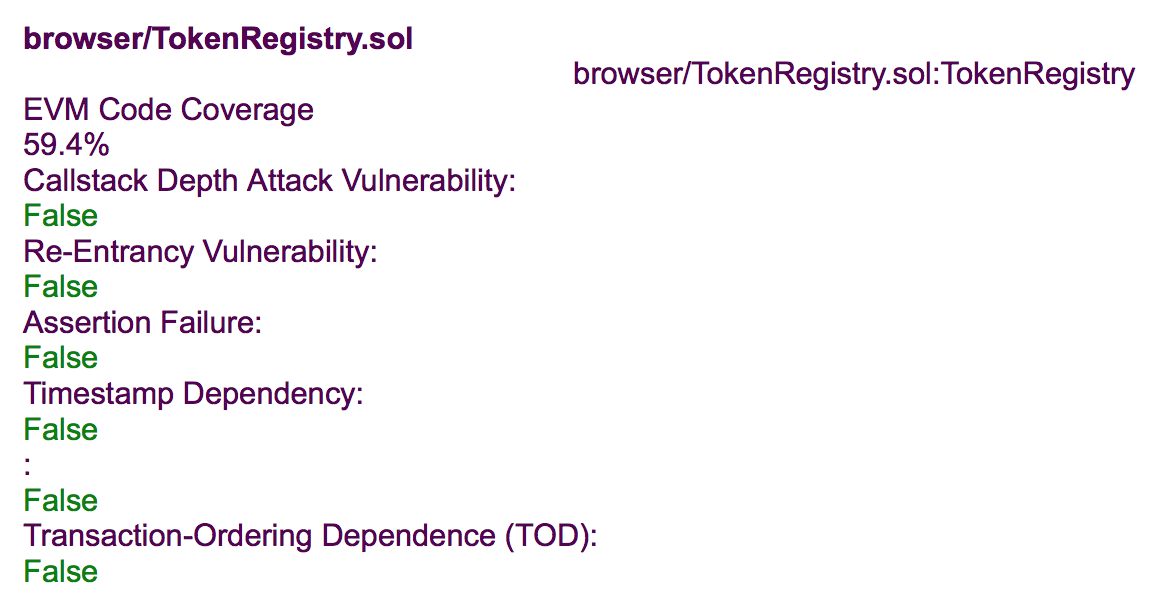 browser/TokenRegistry.sol
browser/TokenRegistry.sol:TokenRegistry
EVM Code Coverage
59.4%
Callstack Depth Attack Vulnerability:
False
Re-Entrancy Vulnerability:
False
Assertion Failure:
False
Timestamp Dependency:
False
:
False
Transaction-Ordering Dependence (TOD):
False